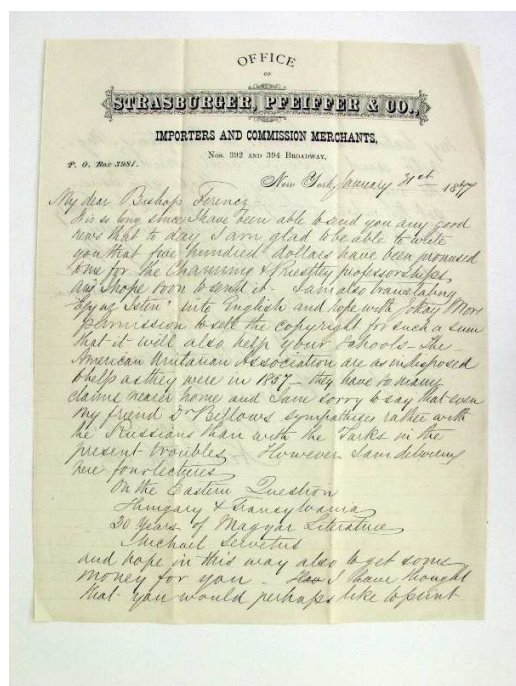 OFFICE
OF
STRASBURGER, PFEIFFER & CO.,
IMPORTERS AND COMMISSION MERCHANTS,
Nos. 392 AND 394 BROADWAY,
P. O. Box 3981.
New York, January 31st 1877
My dear Bishop Ferencz
It is so long since I have been able to send you any good
news that to day I am glad to be able to write
you that five hundred dollars have been promised
to me for the Channing & Priestley professorships,
and I hope soon to send it. I am also translating
"Egy az Isten" into English and hope with Jokay Mor's
permission to sell the copyright for such a sum
that it will also help your schools – The
American Unitarian Association are as indisposed
to help as they were in 1857 – they have so many
claims nearer home and I am sorry to say that even
my friend Dr Bellows sympathises rather with
the Russians than with the Turks in the
present troubles. However I am delivering
here four lectures
On the Eastern Question
Hungary & Transylvania
30 Years of Magyar Literature
Michael Servetus
and hope in this way also to get some
money for you – I have thought
that you would perhaps like to print